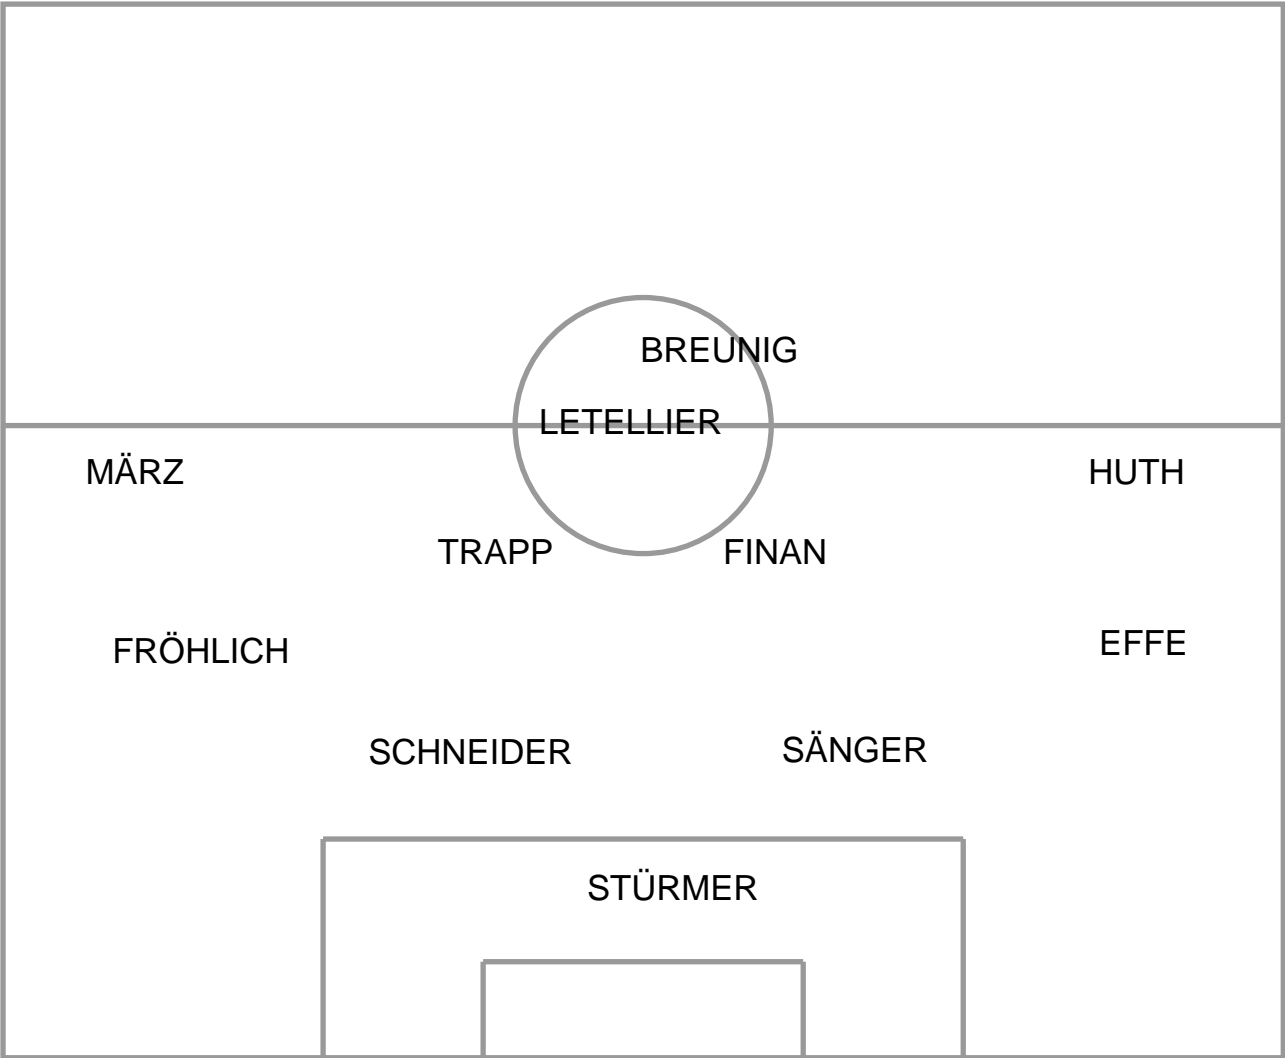 BREUNIG
LETELLIER
MÄRZ
HUTH
TRAPP
FINAN
FRÖHLICH
EFFE
SCHNEIDER
SÄNGER
STÜRMER